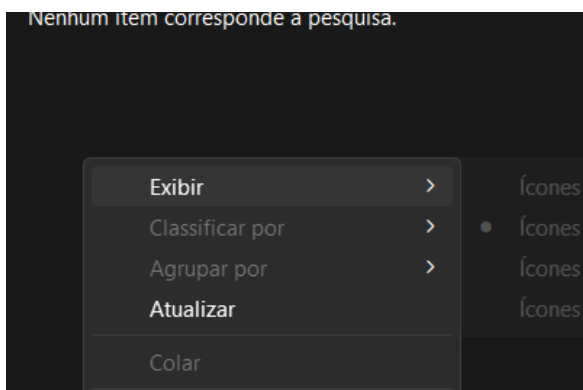 Nenhum item corresponde à pesquisa.
Exibir
Ícones
Classificar por
Ícones
Agrupar por
Ícones
Atualizar
Ícones
Colar